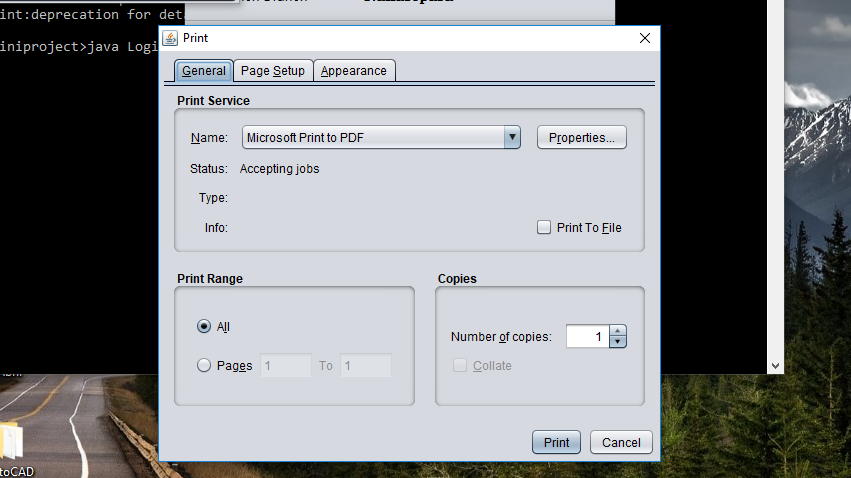 int:deprecation for det
iniproject>java Logi
Print
General Page Setup Appearance
Print Service
Name: Microsoft Print to PDF Properties...
Status: Accepting jobs
Type:
Info: Print To File
Print Range Copies
All
Number of copies: 1
Pages 1 To 1
Collate
Print Cancel
toCAD